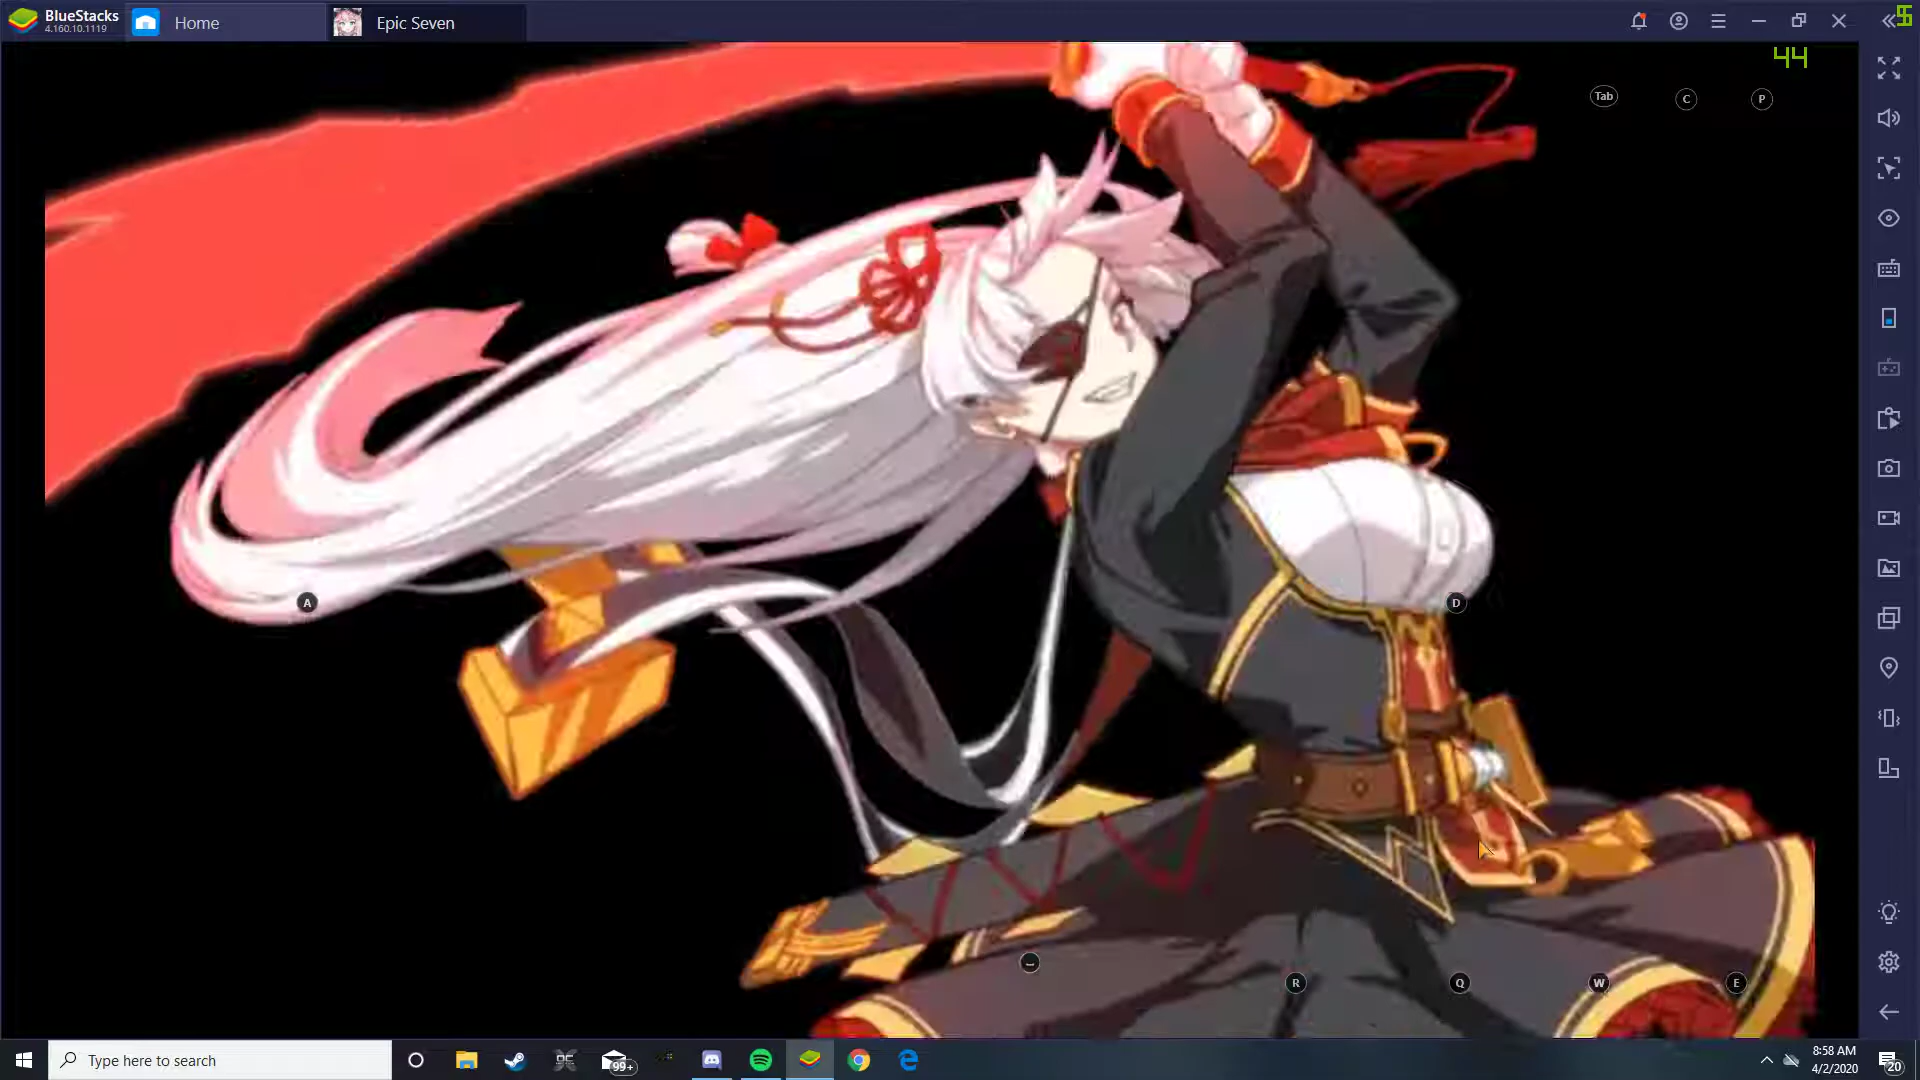 BlueStacks
4.160.10.1119
Home
Epic Seven
44
Tab
C
P
A
D
R
Q
W
E
Type here to search
99+
8:58 AM
4/2/2020
20